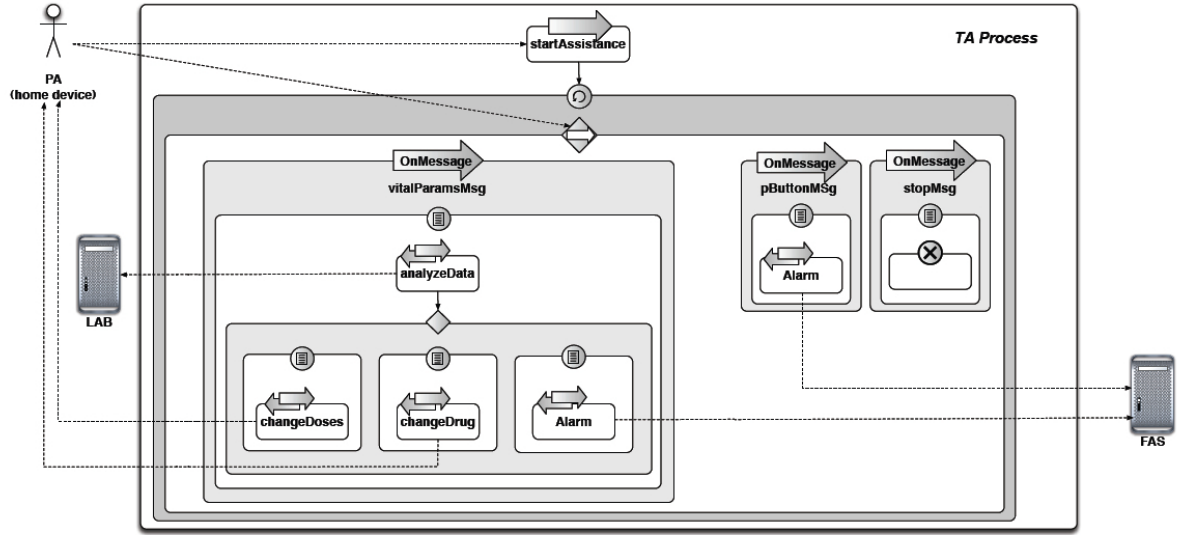 TA Process
startAssistance
PA
(home device)
OnMessage
vitalParamsMsg
OnMessage
pButtonMSg
OnMessage
stopMsg
analyzeData
Alarm
LAB
changeDoses
changeDrug
Alarm
FAS